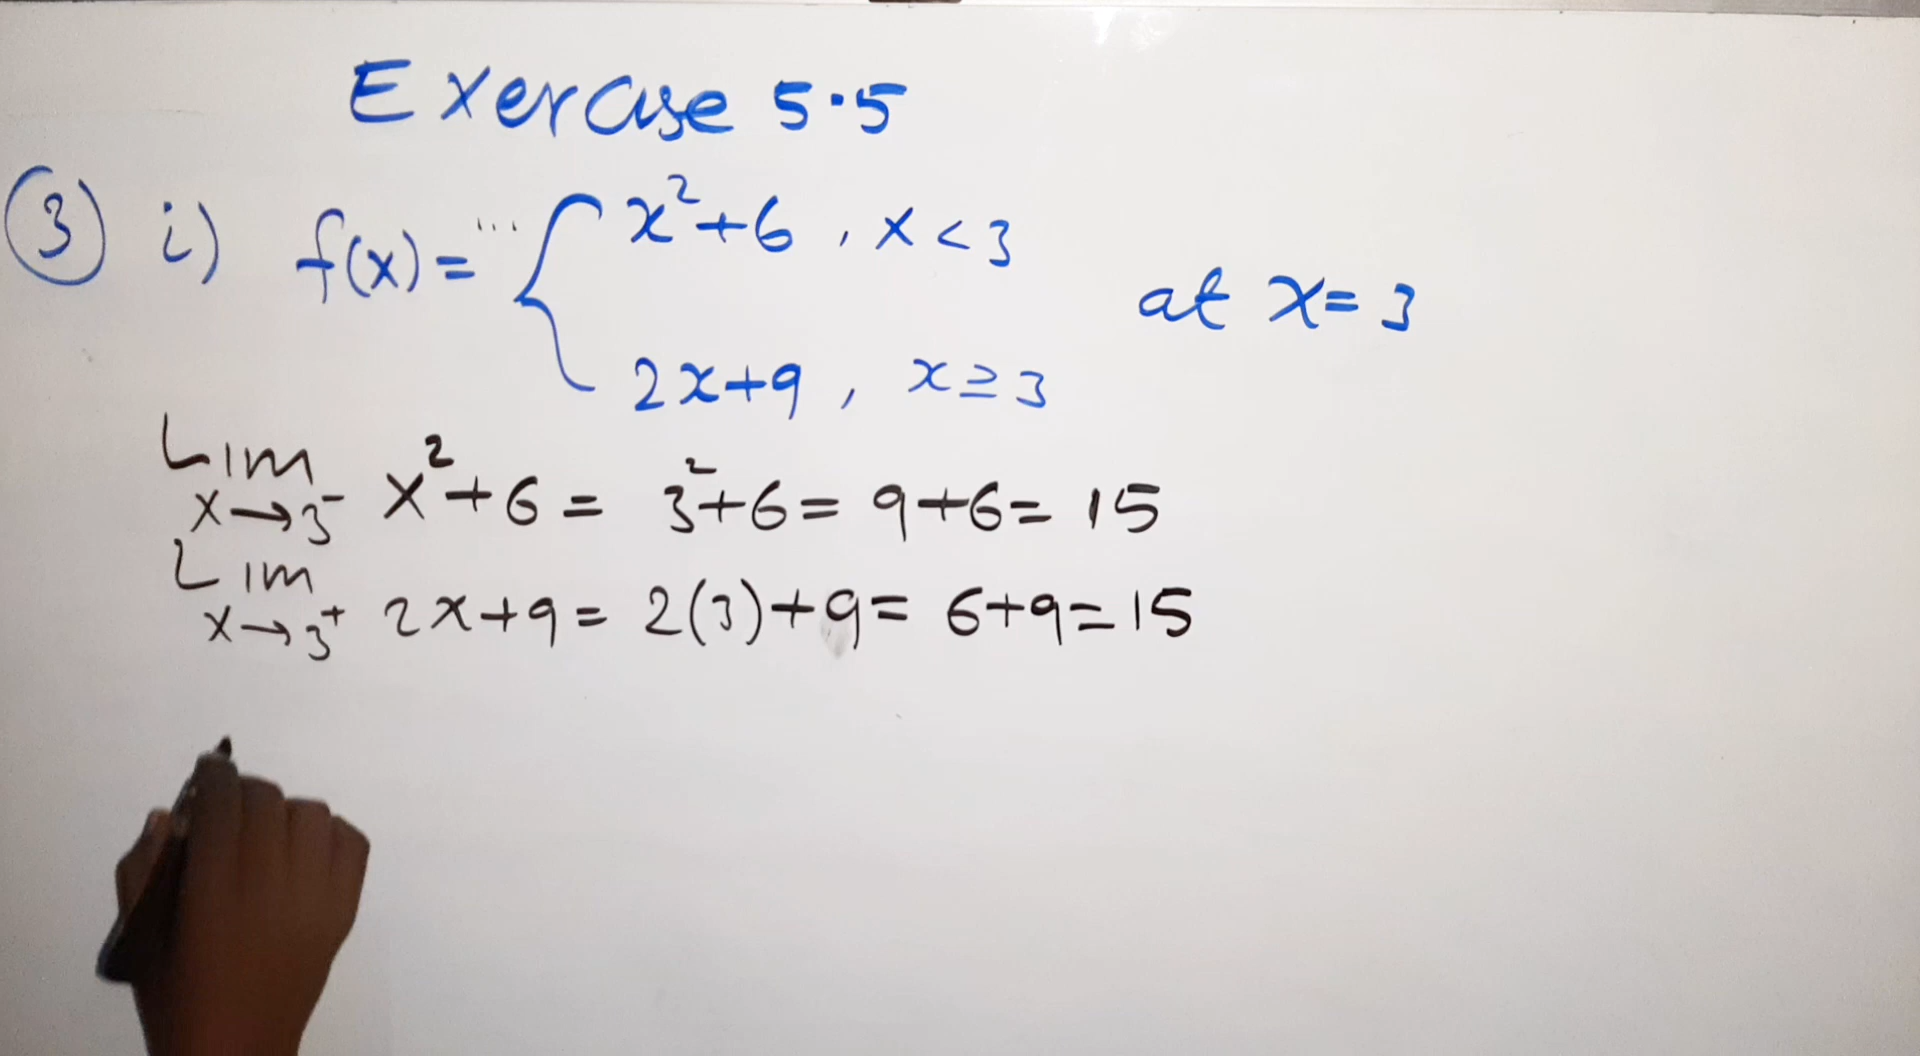 Exercise 5.5
③ i) f(x) = { x²+6 , x < 3
2x+9 , x ≥ 3
at x = 3
Lim x→3⁻ x²+6 = 3²+6 = 9+6 = 15
Lim x→3⁺ 2x+9 = 2(3)+9 = 6+9 = 15